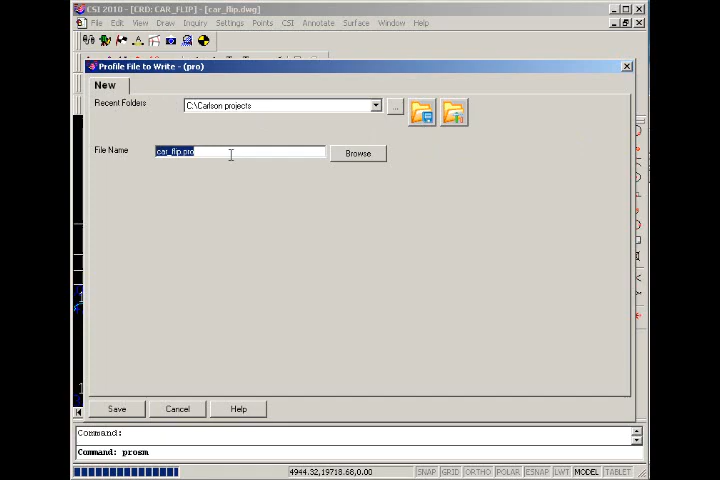 CSI 2010 - [CRD: CAR_FLIP] - [car_flip.dwg]
File Edit View Draw Inquiry Settings Points CSI Annotate Surface Window Help
Profile File to Write - (pro)
New
Recent Folders C:\Carlson projects ...
File Name car_flip.pro Browse
Save Cancel Help
Command:
Command: prosm
4944.32,19718.68,0.00 SNAP GRID ORTHO POLAR ESNAP LWT MODEL TABLET